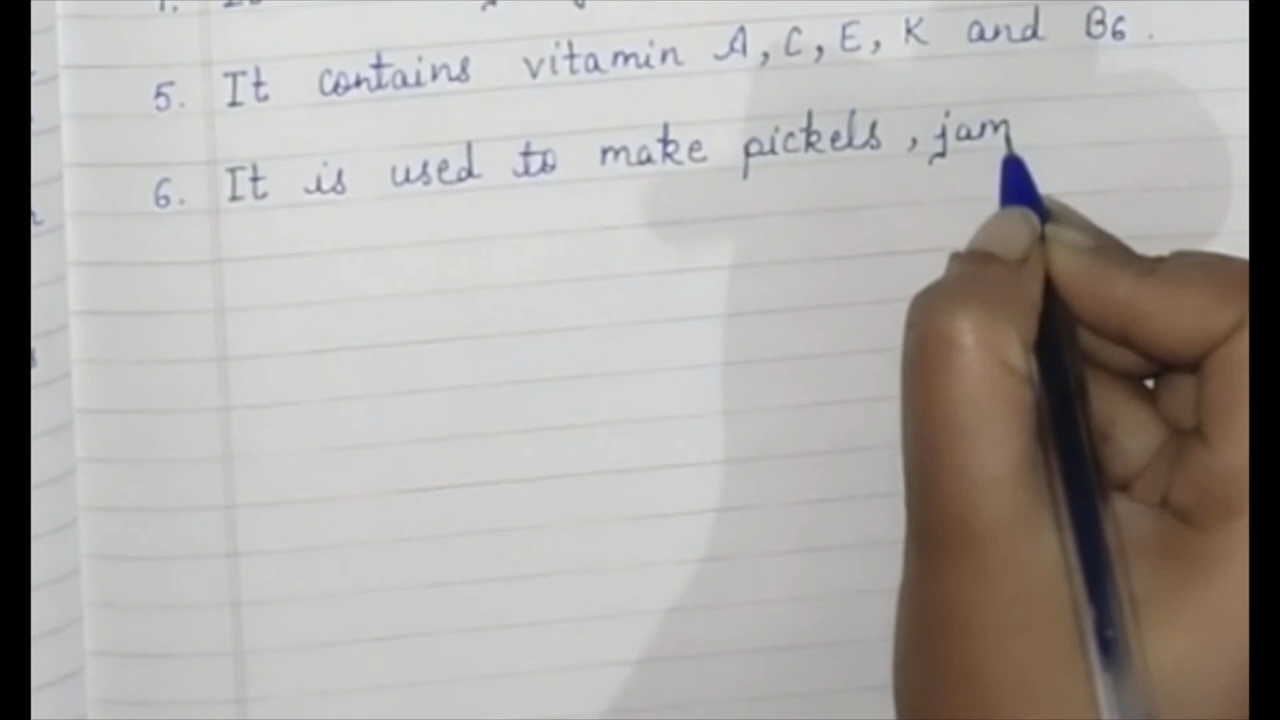 5. It contains vitamin A, C, E, K and B6.
6. It is used to make pickels, jam